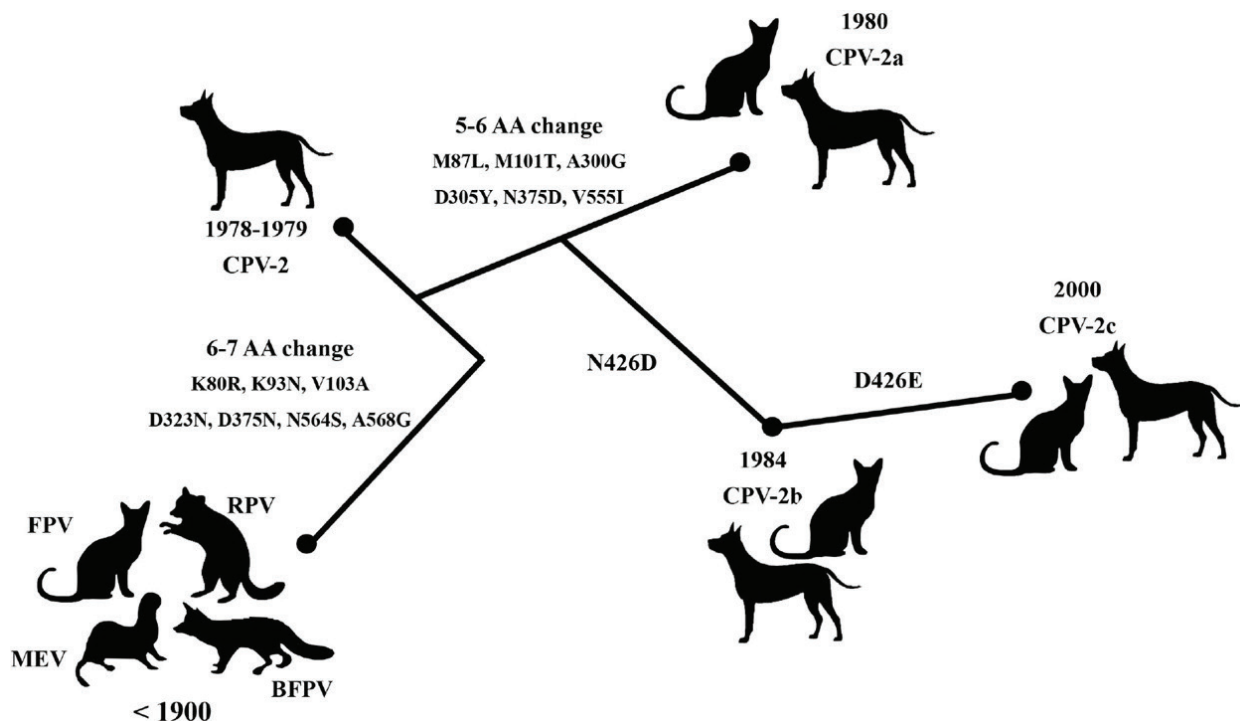 1980
CPV-2a
5-6 AA change
M87L, M101T, A300G
D305Y, N375D, V555I
1978-1979
CPV-2
2000
CPV-2c
6-7 AA change
K80R, K93N, V103A
D323N, D375N, N564S, A568G
N426D
D426E
1984
CPV-2b
FPV
RPV
MEV
BFPV
< 1900